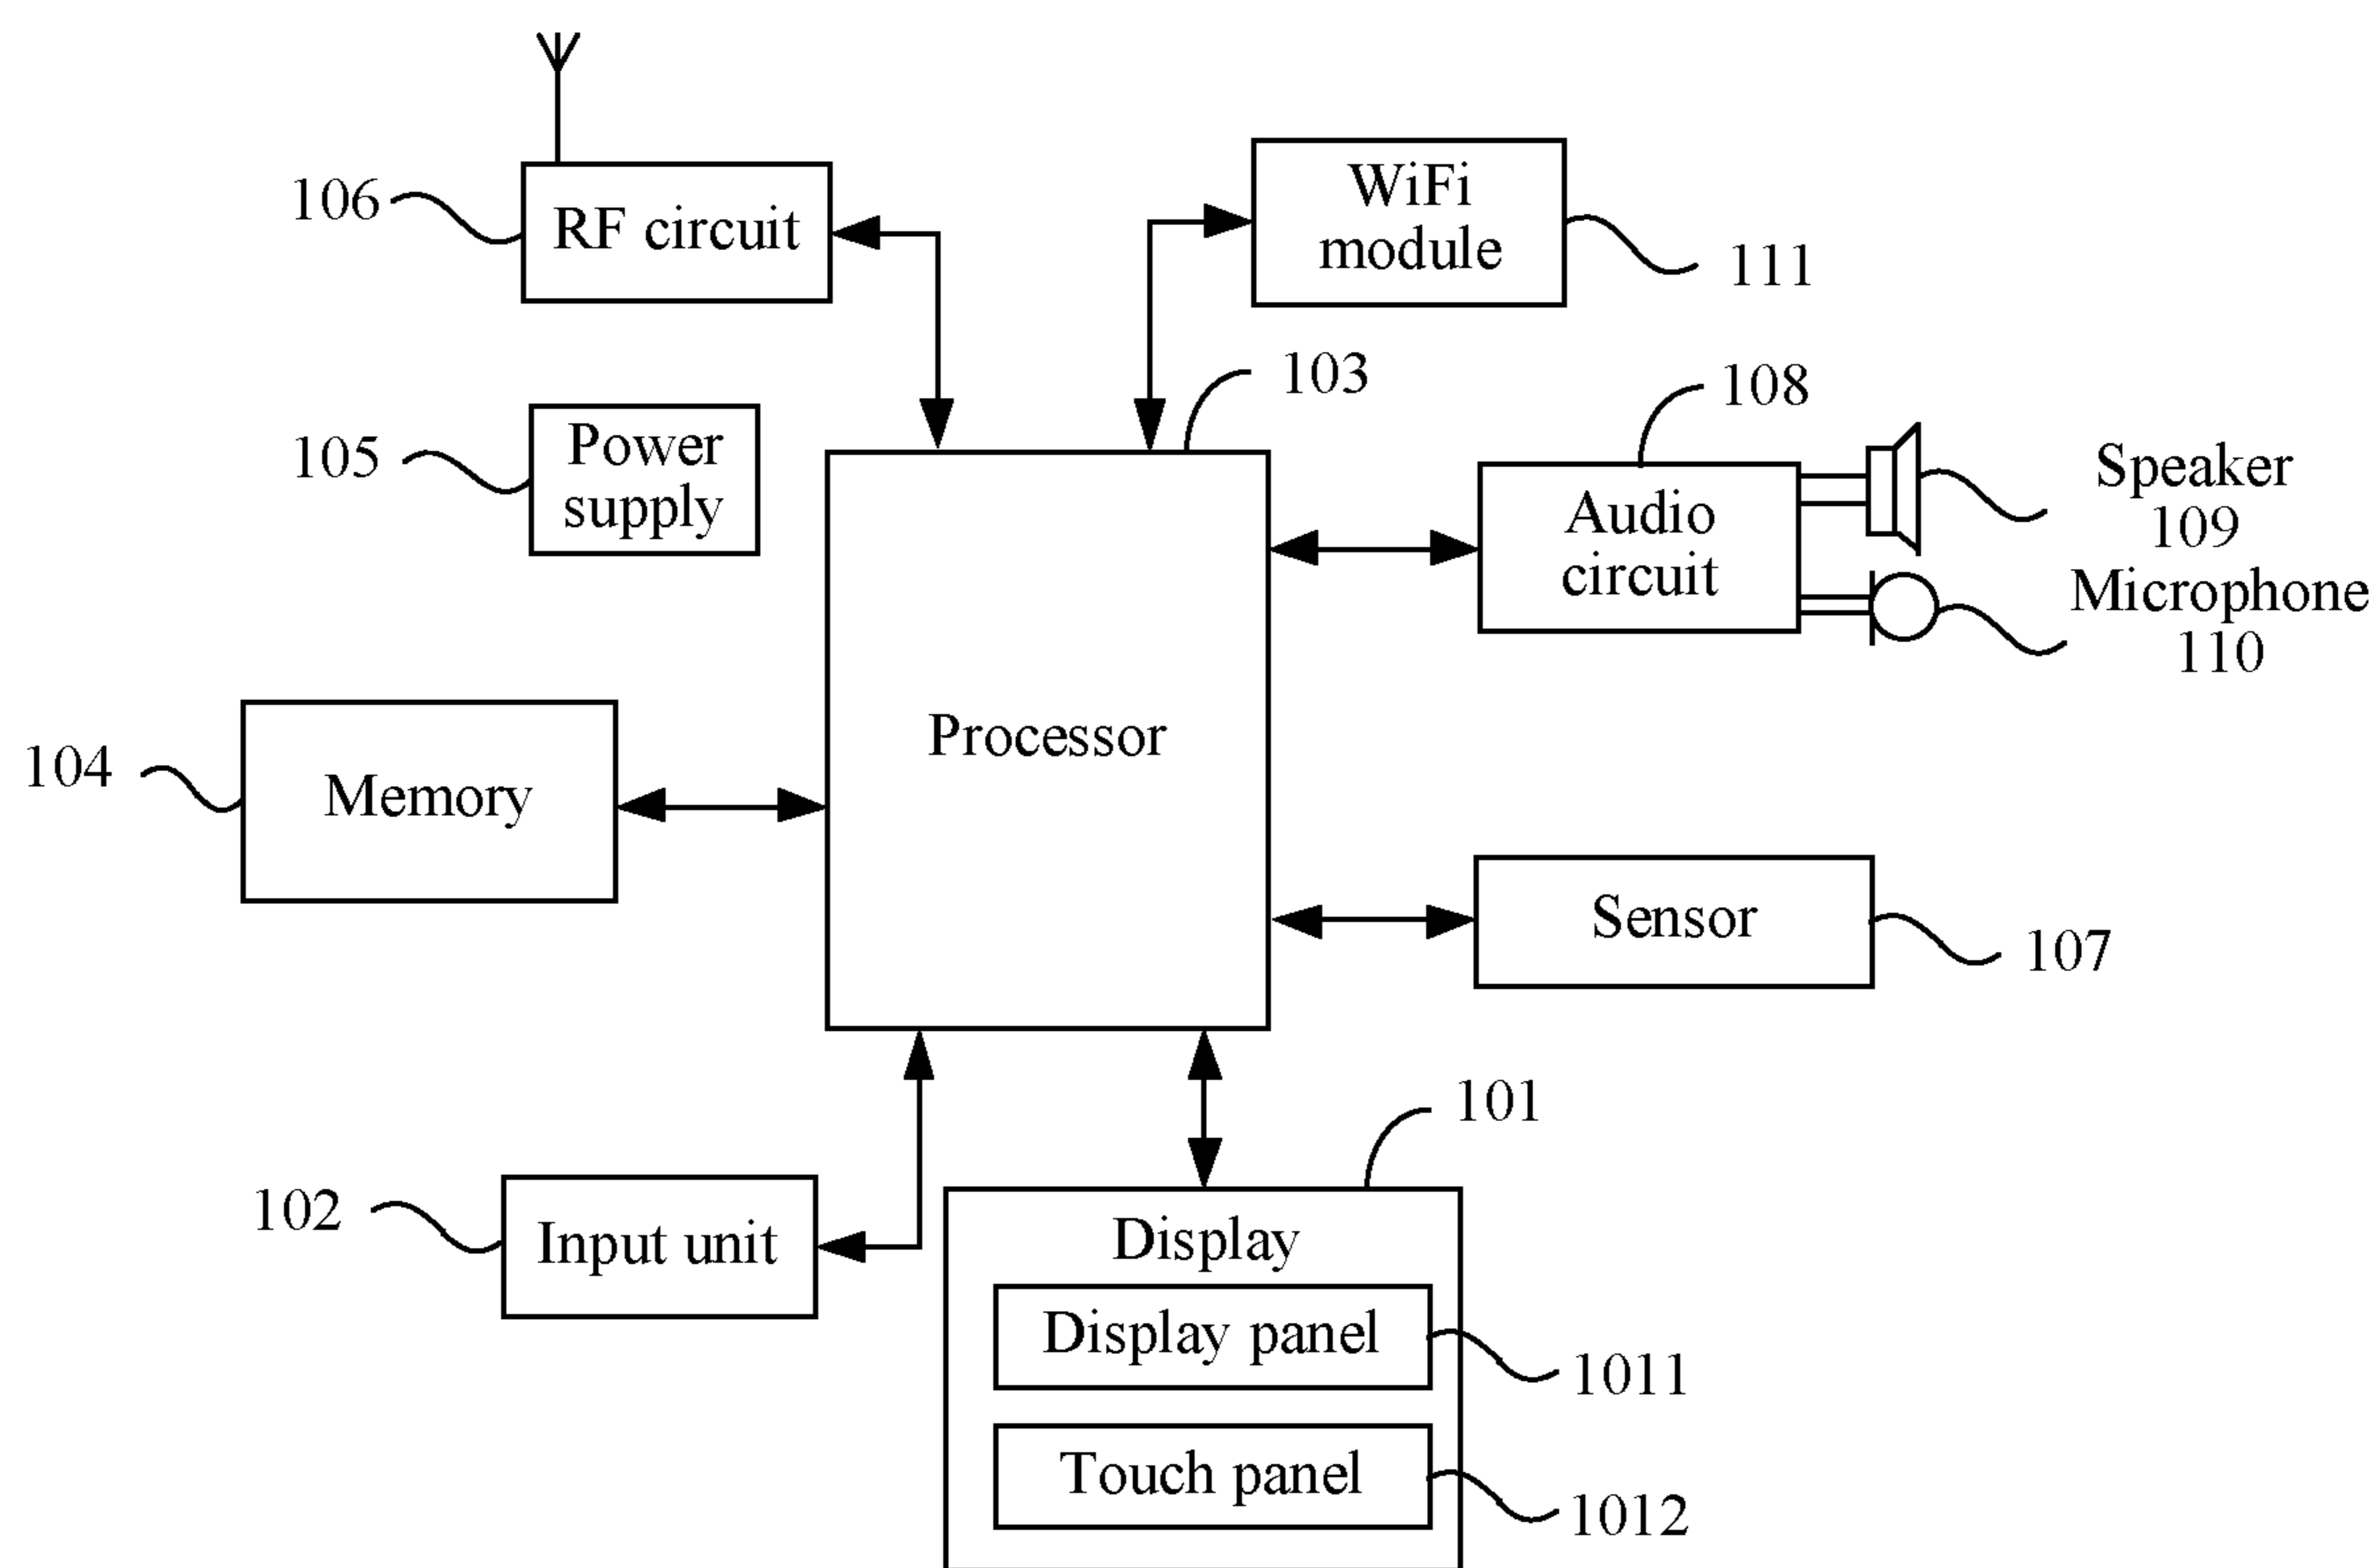 106
RF circuit
WiFi
module
111
103
108
105
Power
supply
Audio
circuit
Speaker
109
Microphone
110
Processor
104
Memory
Sensor
107
101
102
Input unit
Display
Display panel
1011
Touch panel
1012